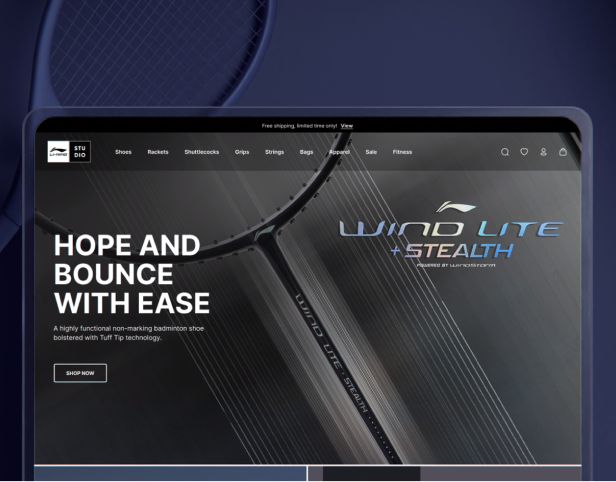 Free shipping, limited time only! View
LI-NING
STU
DIO
Shoes Rackets Shuttlecocks Grips Strings Bags Apparel Sale Fitness
WIND LITE
+ STEALTH
POWERED BY WINDSTORM
HOPE AND
BOUNCE
WITH EASE
A highly functional non-marking badminton shoe
bolstered with Tuff Tip technology.
SHOP NOW
WIND LITE · STEALTH